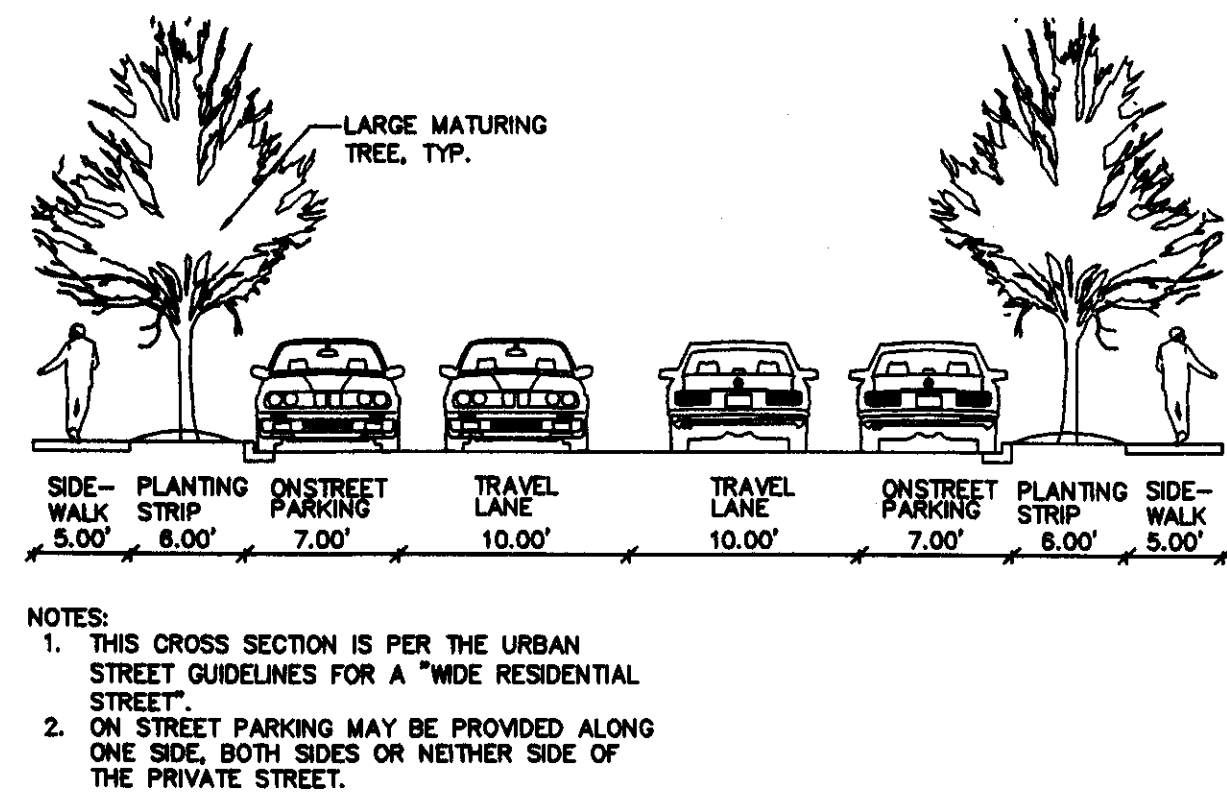 LARGE MATURING
TREE, TYP.
SIDE-
WALK
5.00'
PLANTING
STRIP
6.00'
ONSTREET
PARKING
7.00'
TRAVEL
LANE
10.00'
TRAVEL
LANE
10.00'
ONSTREET
PARKING
7.00'
PLANTING
STRIP
6.00'
SIDE-
WALK
5.00'
NOTES:
1. THIS CROSS SECTION IS PER THE URBAN
STREET GUIDELINES FOR A "WIDE RESIDENTIAL
STREET".
2. ON STREET PARKING MAY BE PROVIDED ALONG
ONE SIDE, BOTH SIDES OR NEITHER SIDE OF
THE PRIVATE STREET.